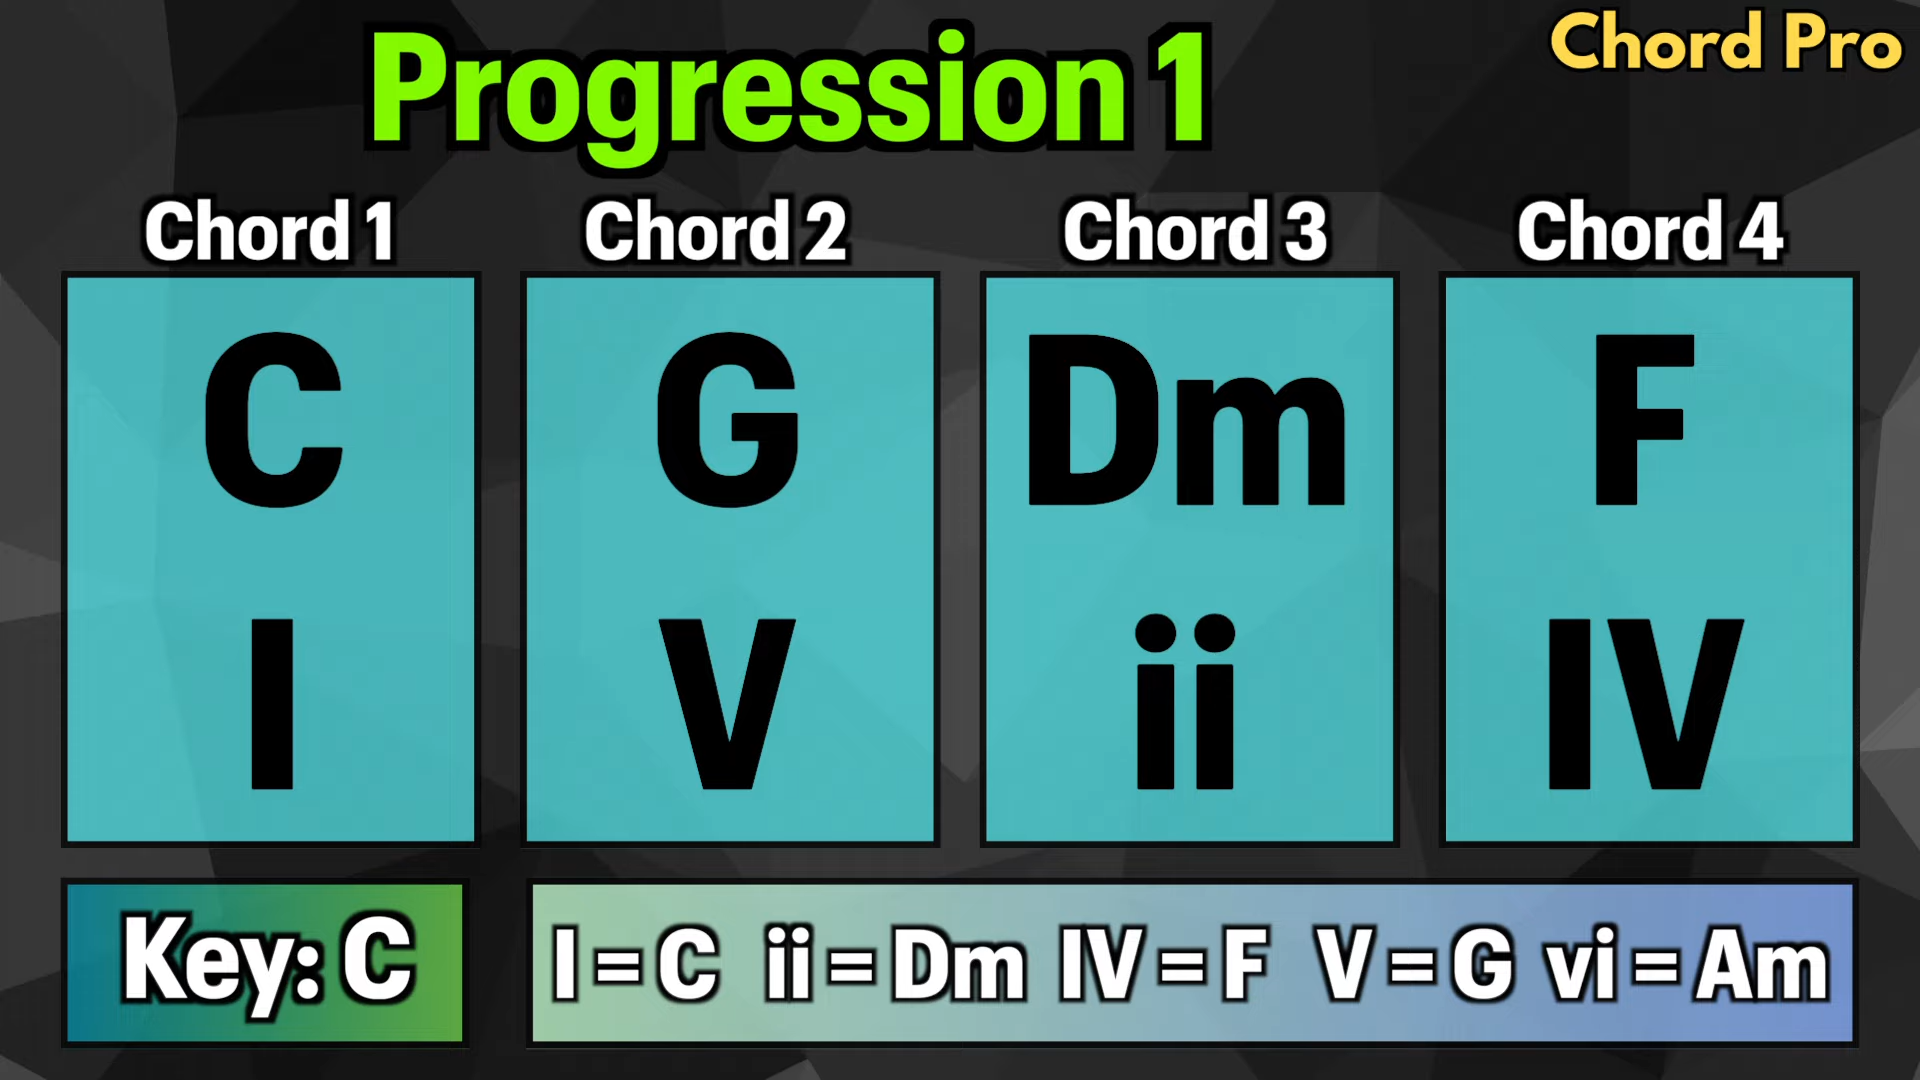 Chord Pro
Progression 1
Chord 1 Chord 2 Chord 3 Chord 4
C G Dm F
I V ii IV
Key: C
I = C ii = Dm IV = F V = G vi = Am